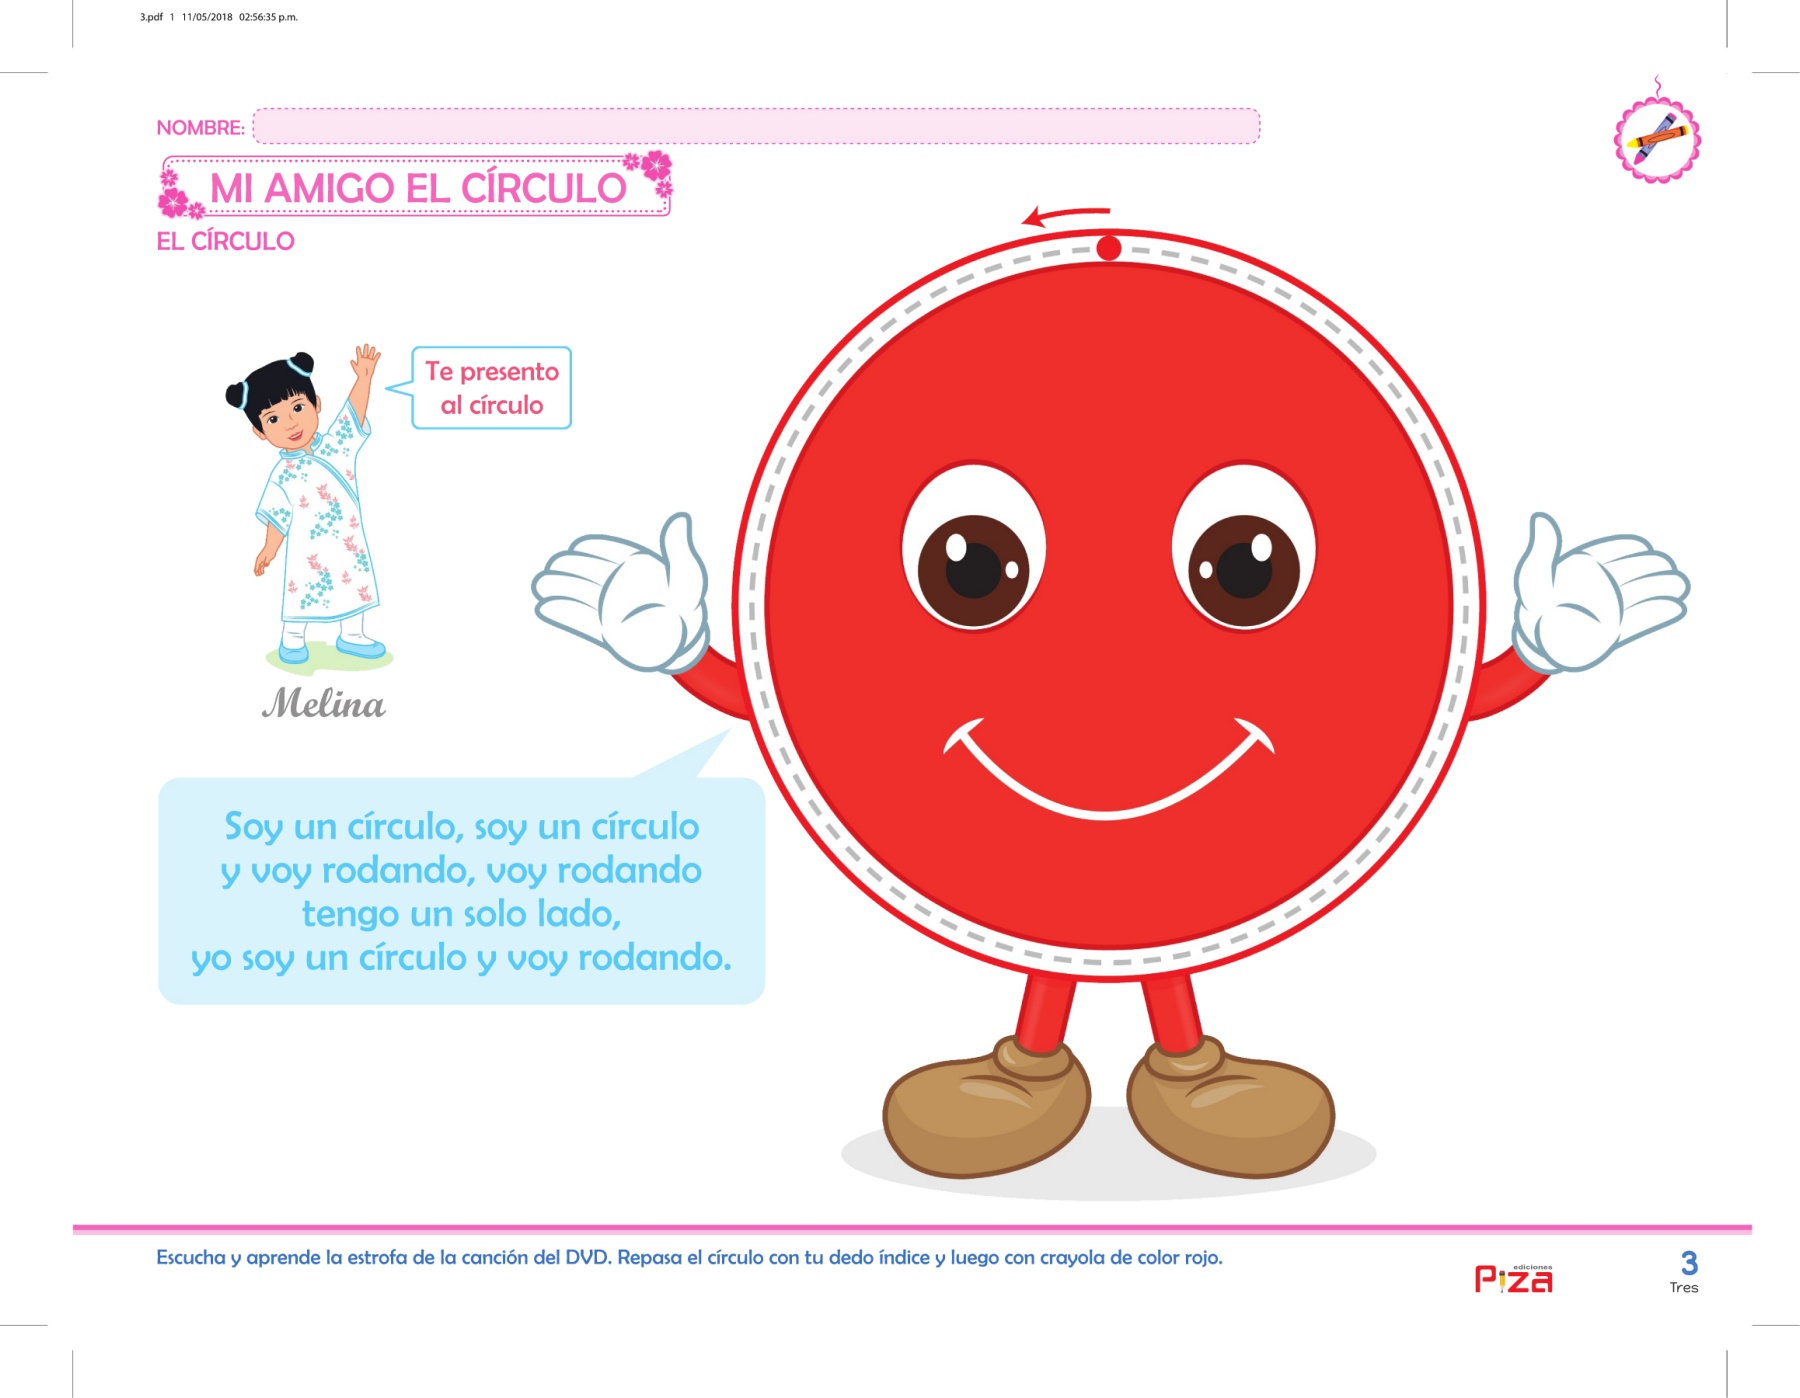 3.pdf 1 11/05/2018 02:56:35 p.m.
NOMBRE:
MI AMIGO EL CÍRCULO
EL CÍRCULO
Te presento
al círculo
Melina
Soy un círculo, soy un círculo
y voy rodando, voy rodando
tengo un solo lado,
yo soy un círculo y voy rodando.
Escucha y aprende la estrofa de la canción del DVD. Repasa el círculo con tu dedo índice y luego con crayola de color rojo.
ediciones
Piza
3
Tres